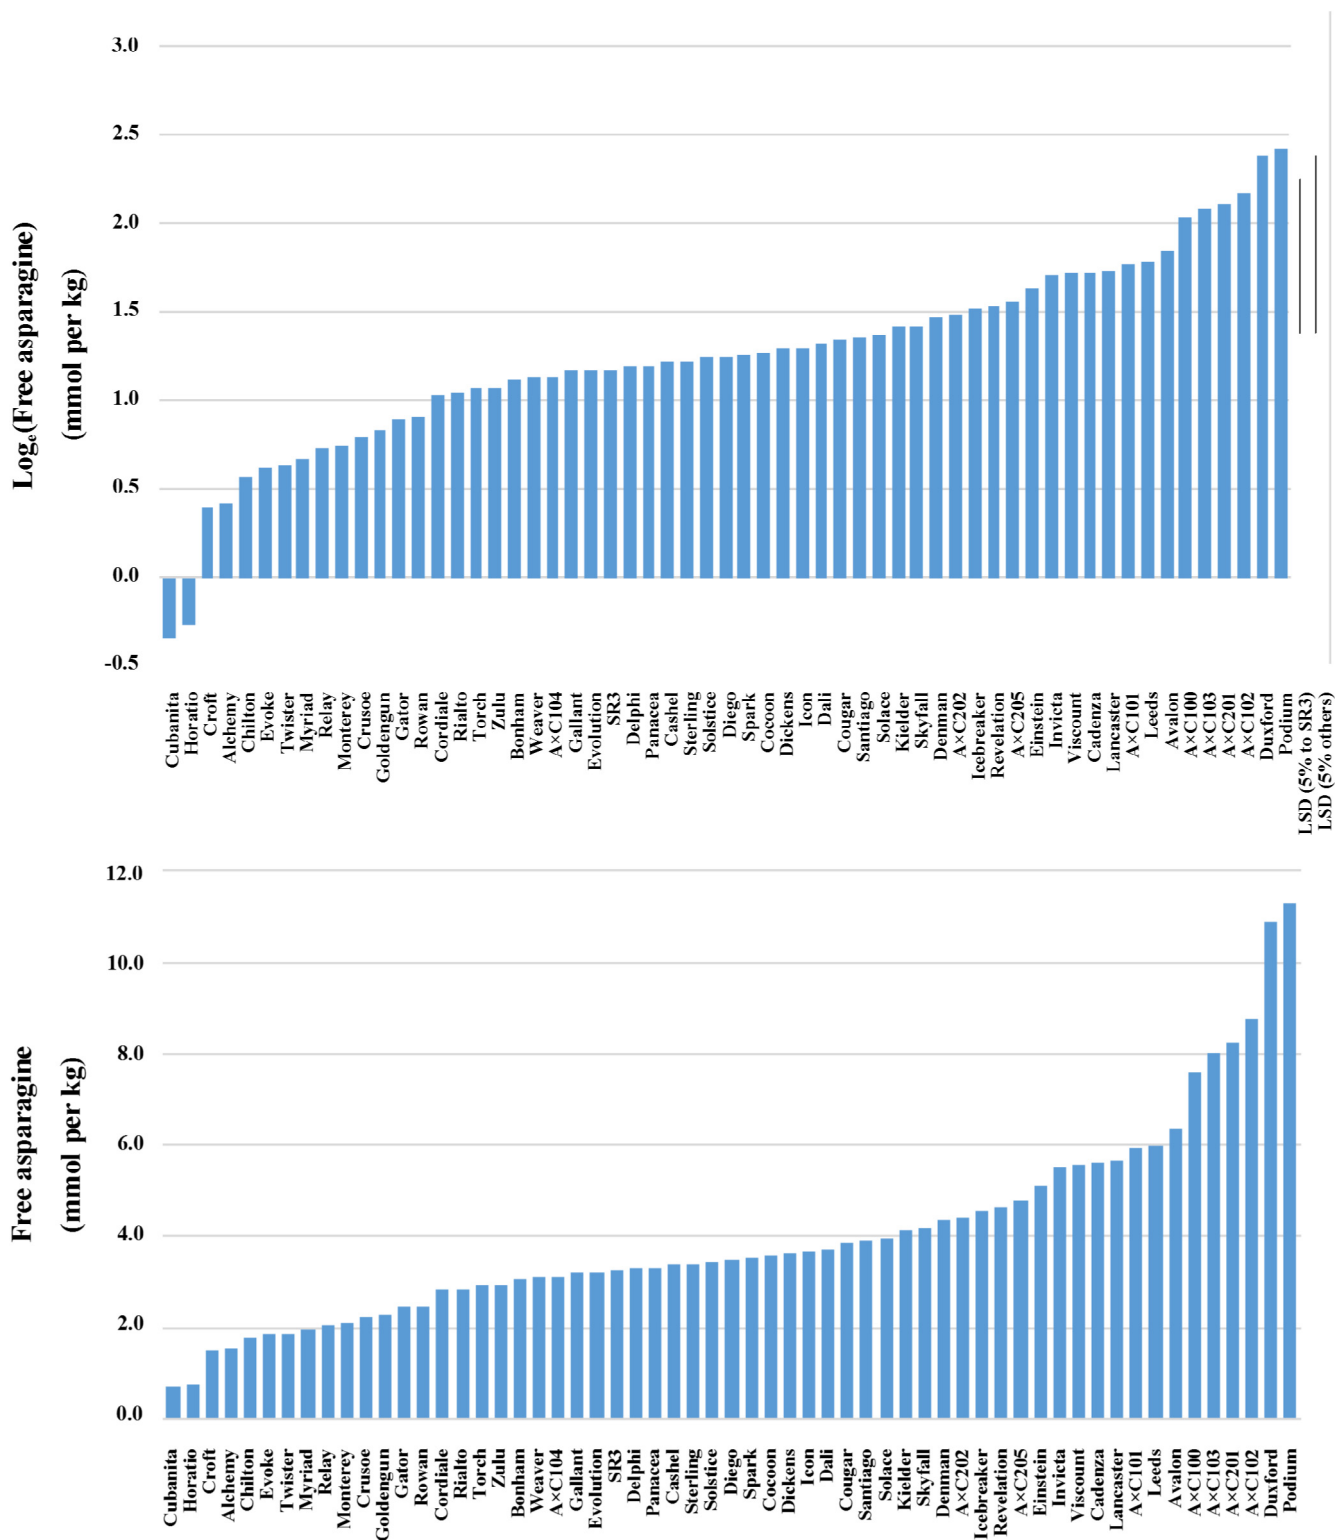 3.0
2.5
2.0
1.5
1.0
0.5
0.0
-0.5
Logₑ(Free asparagine)
(mmol per kg)
Cubanita
Horatio
Croft
Alchemy
Chilton
Evoke
Twister
Myriad
Relay
Monterey
Crusoe
Goldengun
Gator
Rowan
Cordiale
Rialto
Torch
Zulu
Bonham
Weaver
A×C104
Gallant
Evolution
SR3
Delphi
Panacea
Cashel
Sterling
Solstice
Diego
Spark
Cocoon
Dickens
Icon
Dali
Cougar
Santiago
Solace
Kielder
Skyfall
Denman
A×C202
Icebreaker
Revelation
A×C205
Einstein
Invicta
Viscount
Cadenza
Lancaster
A×C101
Leeds
Avalon
A×C100
A×C103
A×C201
A×C102
Duxford
Podium
LSD (5% to SR3)
LSD (5% others)
12.0
10.0
8.0
6.0
4.0
2.0
0.0
Free asparagine
(mmol per kg)
Cubanita
Horatio
Croft
Alchemy
Chilton
Evoke
Twister
Myriad
Relay
Monterey
Crusoe
Goldengun
Gator
Rowan
Cordiale
Rialto
Torch
Zulu
Bonham
Weaver
A×C104
Gallant
Evolution
SR3
Delphi
Panacea
Cashel
Sterling
Solstice
Diego
Spark
Cocoon
Dickens
Icon
Dali
Cougar
Santiago
Solace
Kielder
Skyfall
Denman
A×C202
Icebreaker
Revelation
A×C205
Einstein
Invicta
Viscount
Cadenza
Lancaster
A×C101
Leeds
Avalon
A×C100
A×C103
A×C201
A×C102
Duxford
Podium